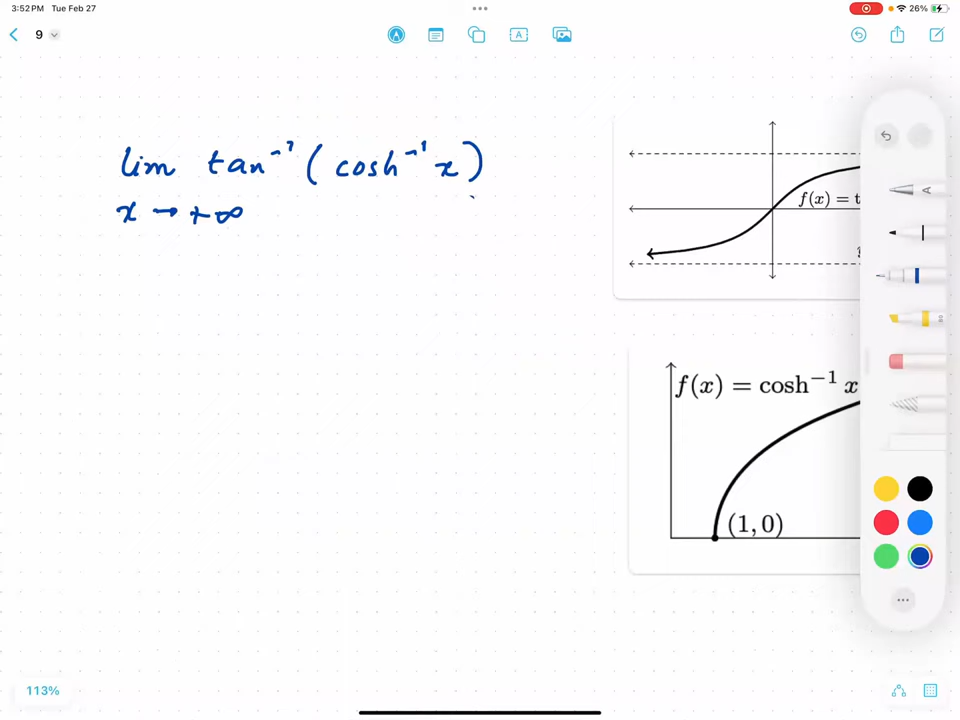 3:52 PM Tue Feb 27
26%
9
A
lim tan⁻¹ ( cosh⁻¹ x )
x → +∞
f(x) = t
f(x) = cosh⁻¹ x
(1, 0)
113%